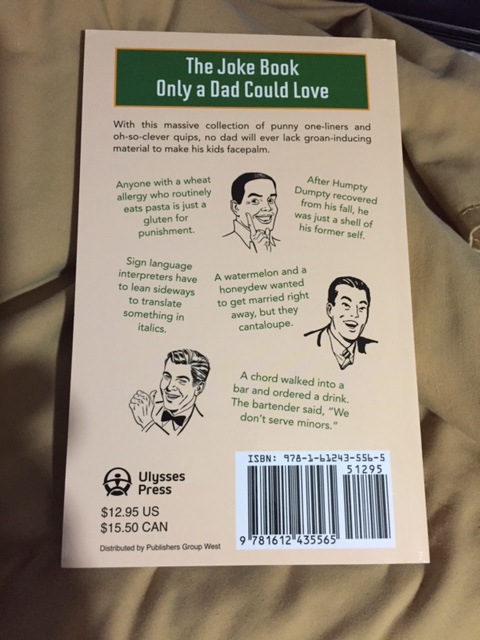 The Joke Book
Only a Dad Could Love
With this massive collection of punny one-liners and
oh-so-clever quips, no dad will ever lack groan-inducing
material to make his kids facepalm.
Anyone with a wheat
allergy who routinely
eats pasta is just a
gluten for
punishment.
After Humpty
Dumpty recovered
from his fall, he
was just a shell of
his former self.
Sign language
interpreters have
to lean sideways
to translate
something in
italics.
A watermelon and a
honeydew wanted
to get married right
away, but they
cantaloupe.
A chord walked into a
bar and ordered a drink.
The bartender said, "We
don't serve minors."
Ulysses
Press
$12.95 US
$15.50 CAN
Distributed by Publishers Group West
ISBN: 978-1-61243-556-5
51295
9 781612 435565